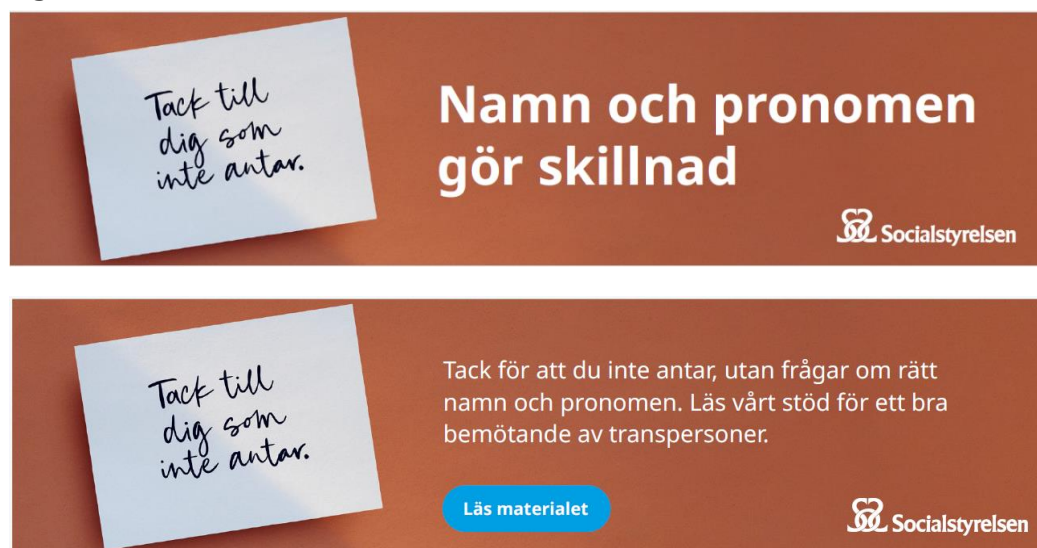 Tack till
dig som
inte antar.
Namn och pronomen
gör skillnad
Socialstyrelsen
Tack till
dig som
inte antar.
Tack för att du inte antar, utan frågar om rätt
namn och pronomen. Läs vårt stöd för ett bra
bemötande av transpersoner.
Läs materialet
Socialstyrelsen